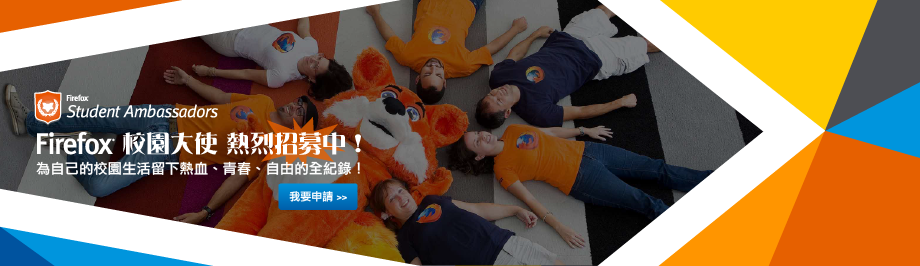 Firefox
Student Ambassadors
Firefox 校園大使 熱烈招募中！
為自己的校園生活留下熱血、青春、自由的全紀錄！
我要申請 >>